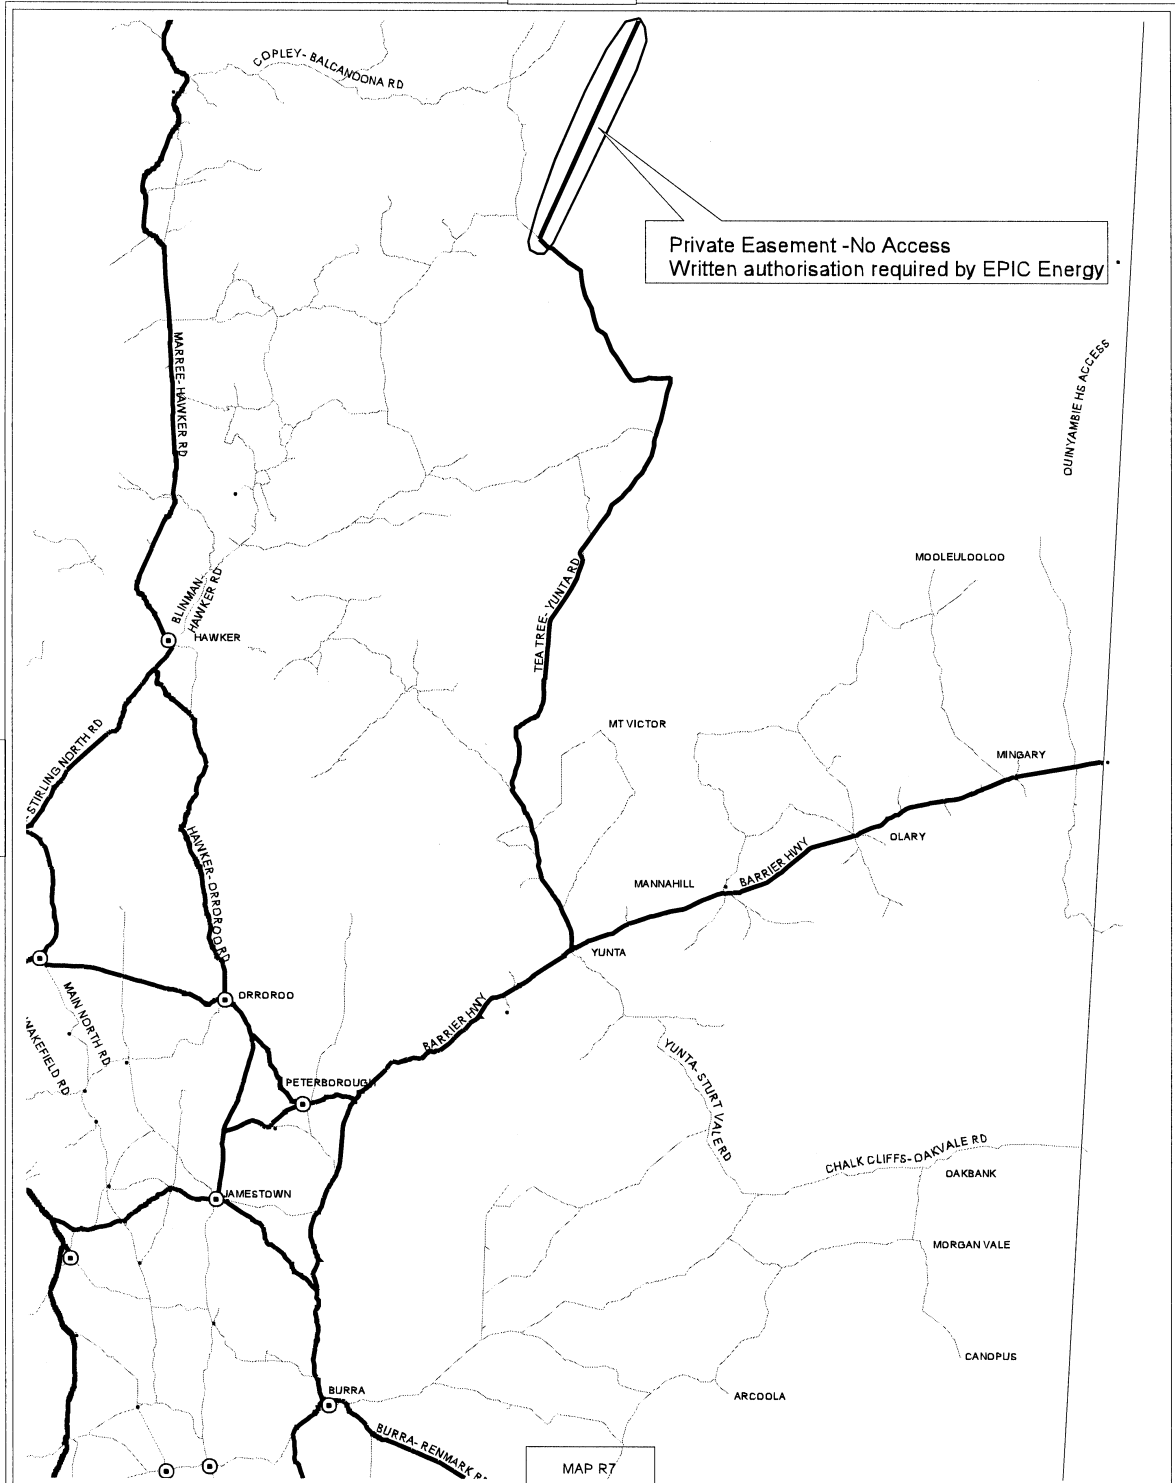 COPLEY- BALCANOONA RD
Private Easement -No Access
Written authorisation required by EPIC Energy
MARREE- HAWKER RD
QUINYAMBIE HS ACCESS
MOOLEULOOLOO
BLINMAN-
HAWKER RD
TEA TREE- YUNTA RD
HAWKER
MT VICTOR
-STIRLING NORTH RD
MINGARY
HAWKER- ORROROO RD
OLARY
BARRIER HWY
MANNAHILL
YUNTA
MAIN NORTH RD
ORROROO
BARRIER HWY
WAKEFIELD RD
YUNTA- STURT VALE RD
PETERBOROUGH
CHALK CLIFFS- OAKVALE RD
OAKBANK
JAMESTOWN
MORGAN VALE
CANOPUS
BURRA
ARCOOLA
BURRA- RENMARK RD
MAP R7